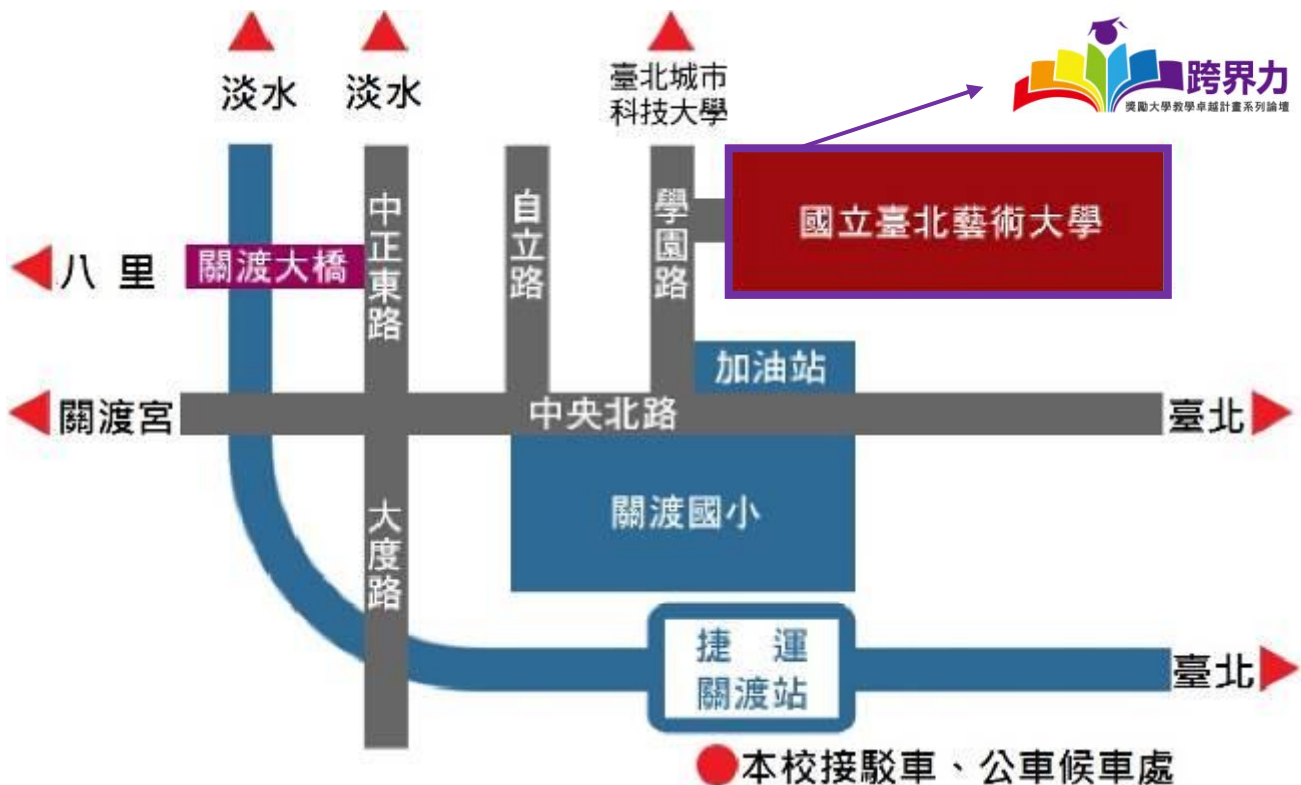 淡水
淡水
臺北城市
科技大學
跨界力
獎勵大學教學卓越計畫系列論壇
中正東路
自立路
學園路
國立臺北藝術大學
八里
關渡大橋
加油站
關渡宮
中央北路
臺北
大度路
關渡國小
捷運
關渡站
臺北
本校接駁車、公車候車處